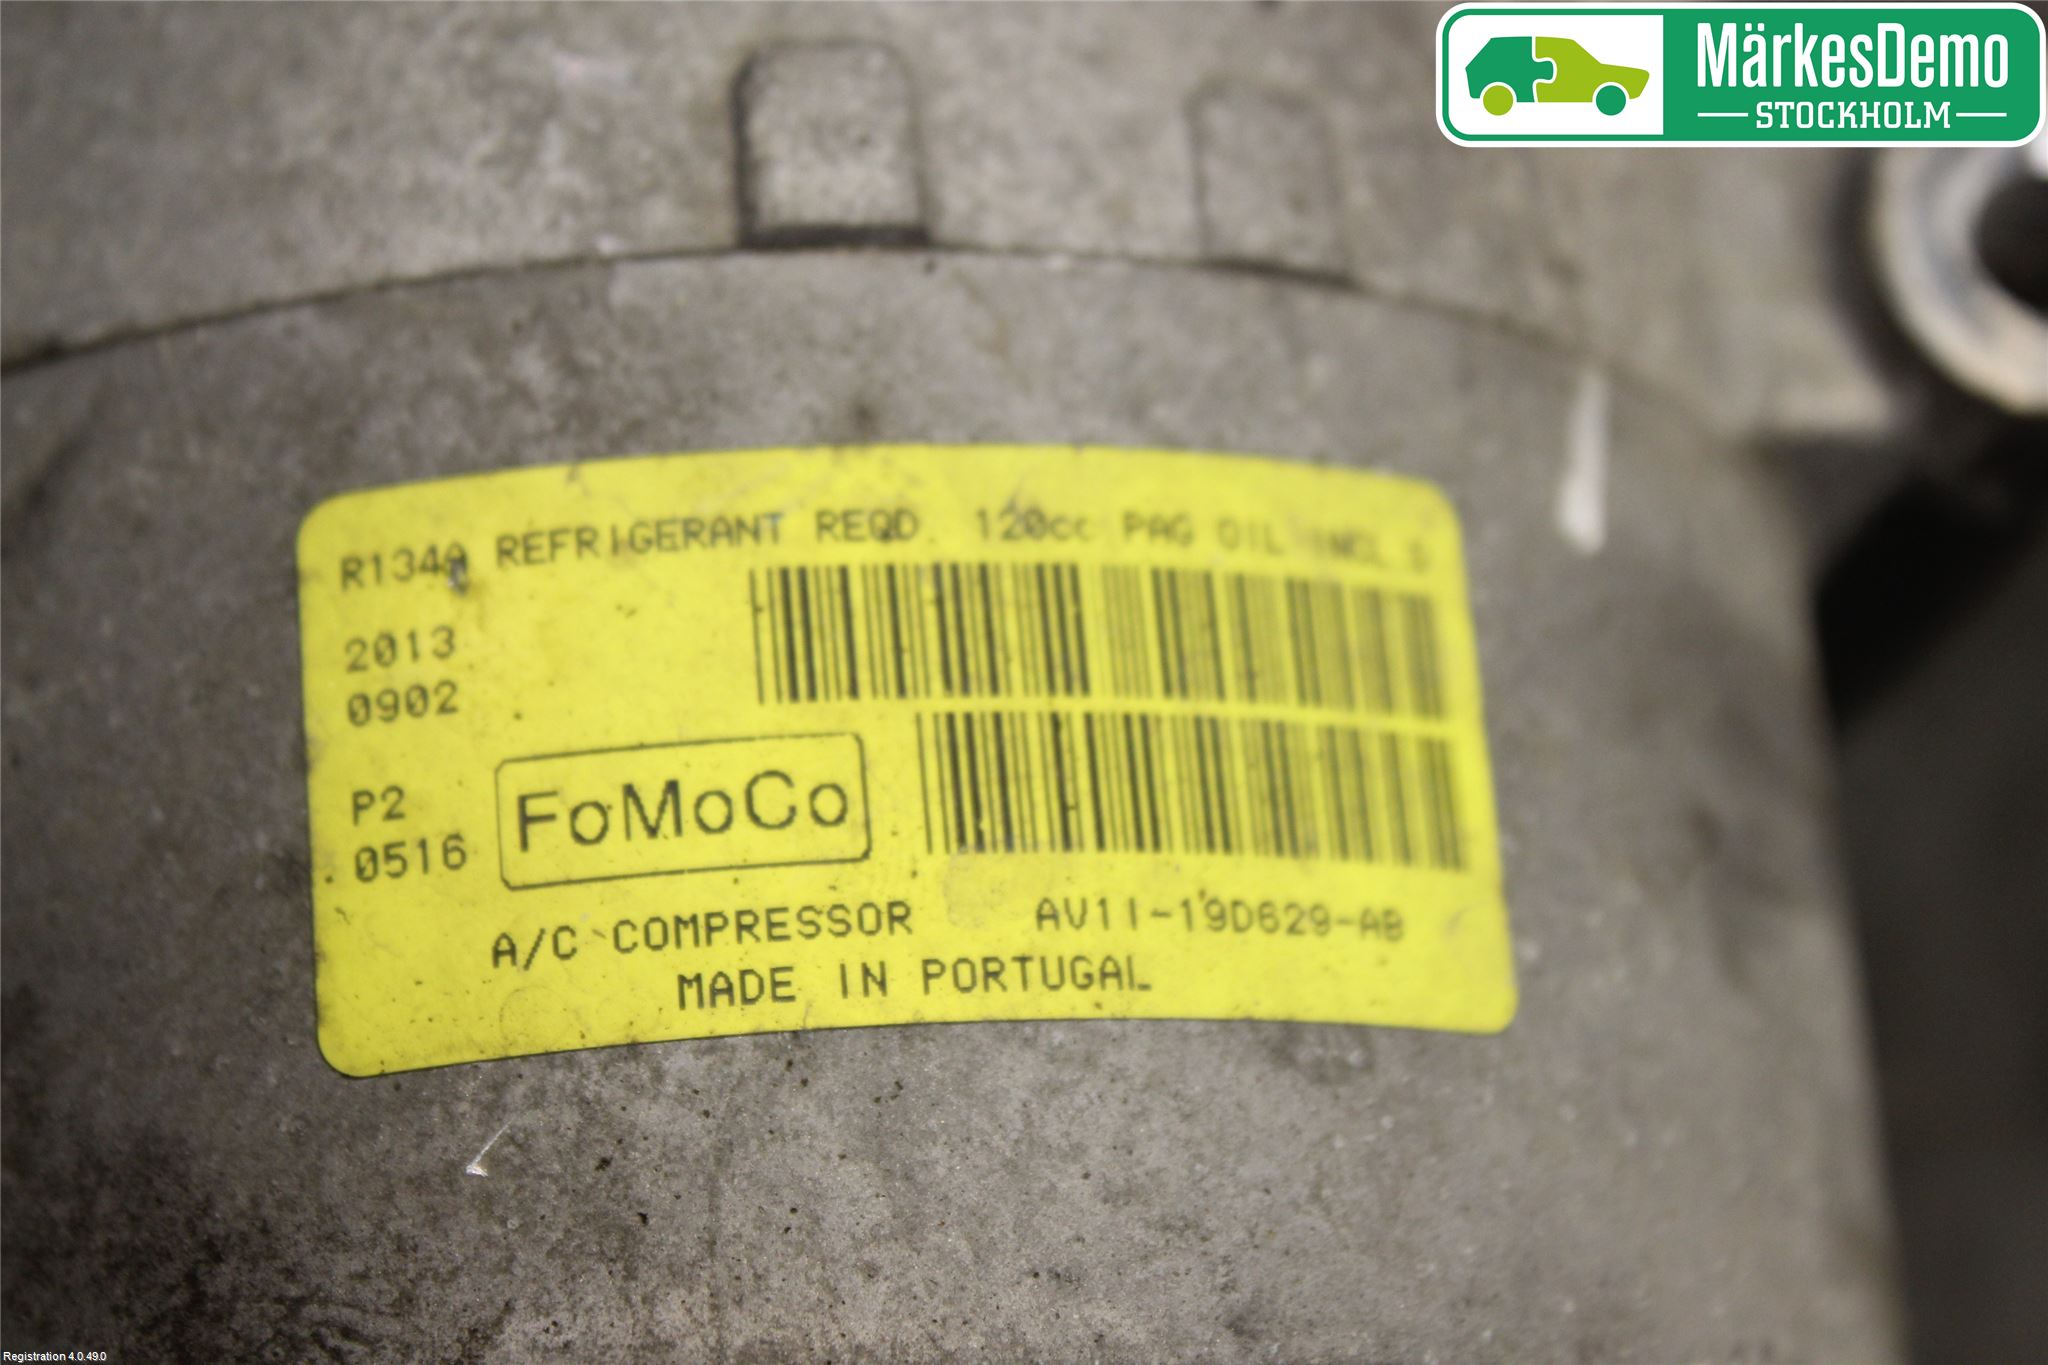 MärkesDemo
STOCKHOLM
R134A REFRIGERANT REQD. 120cc PAG OIL INCL'D
2013
0902
P2
0516
FoMoCo
A/C COMPRESSOR AV11-19D629-AB
MADE IN PORTUGAL
Registration 4.0.49.0